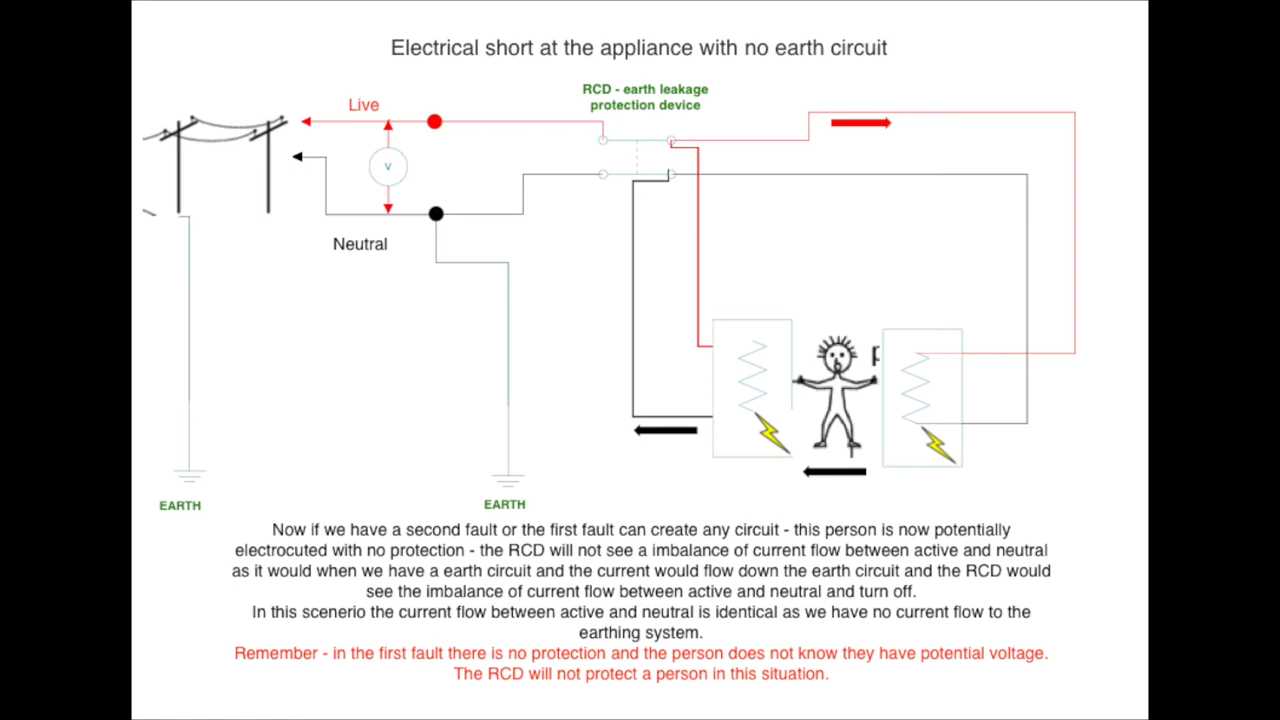 Electrical short at the appliance with no earth circuit
RCD - earth leakage
protection device
Live
V
Neutral
EARTH
EARTH
Now if we have a second fault or the first fault can create any circuit - this person is now potentially
electrocuted with no protection - the RCD will not see a imbalance of current flow between active and neutral
as it would when we have a earth circuit and the current would flow down the earth circuit and the RCD would
see the imbalance of current flow between active and neutral and turn off.
In this scenerio the current flow between active and neutral is identical as we have no current flow to the
earthing system.
Remember - in the first fault there is no protection and the person does not know they have potential voltage.
The RCD will not protect a person in this situation.